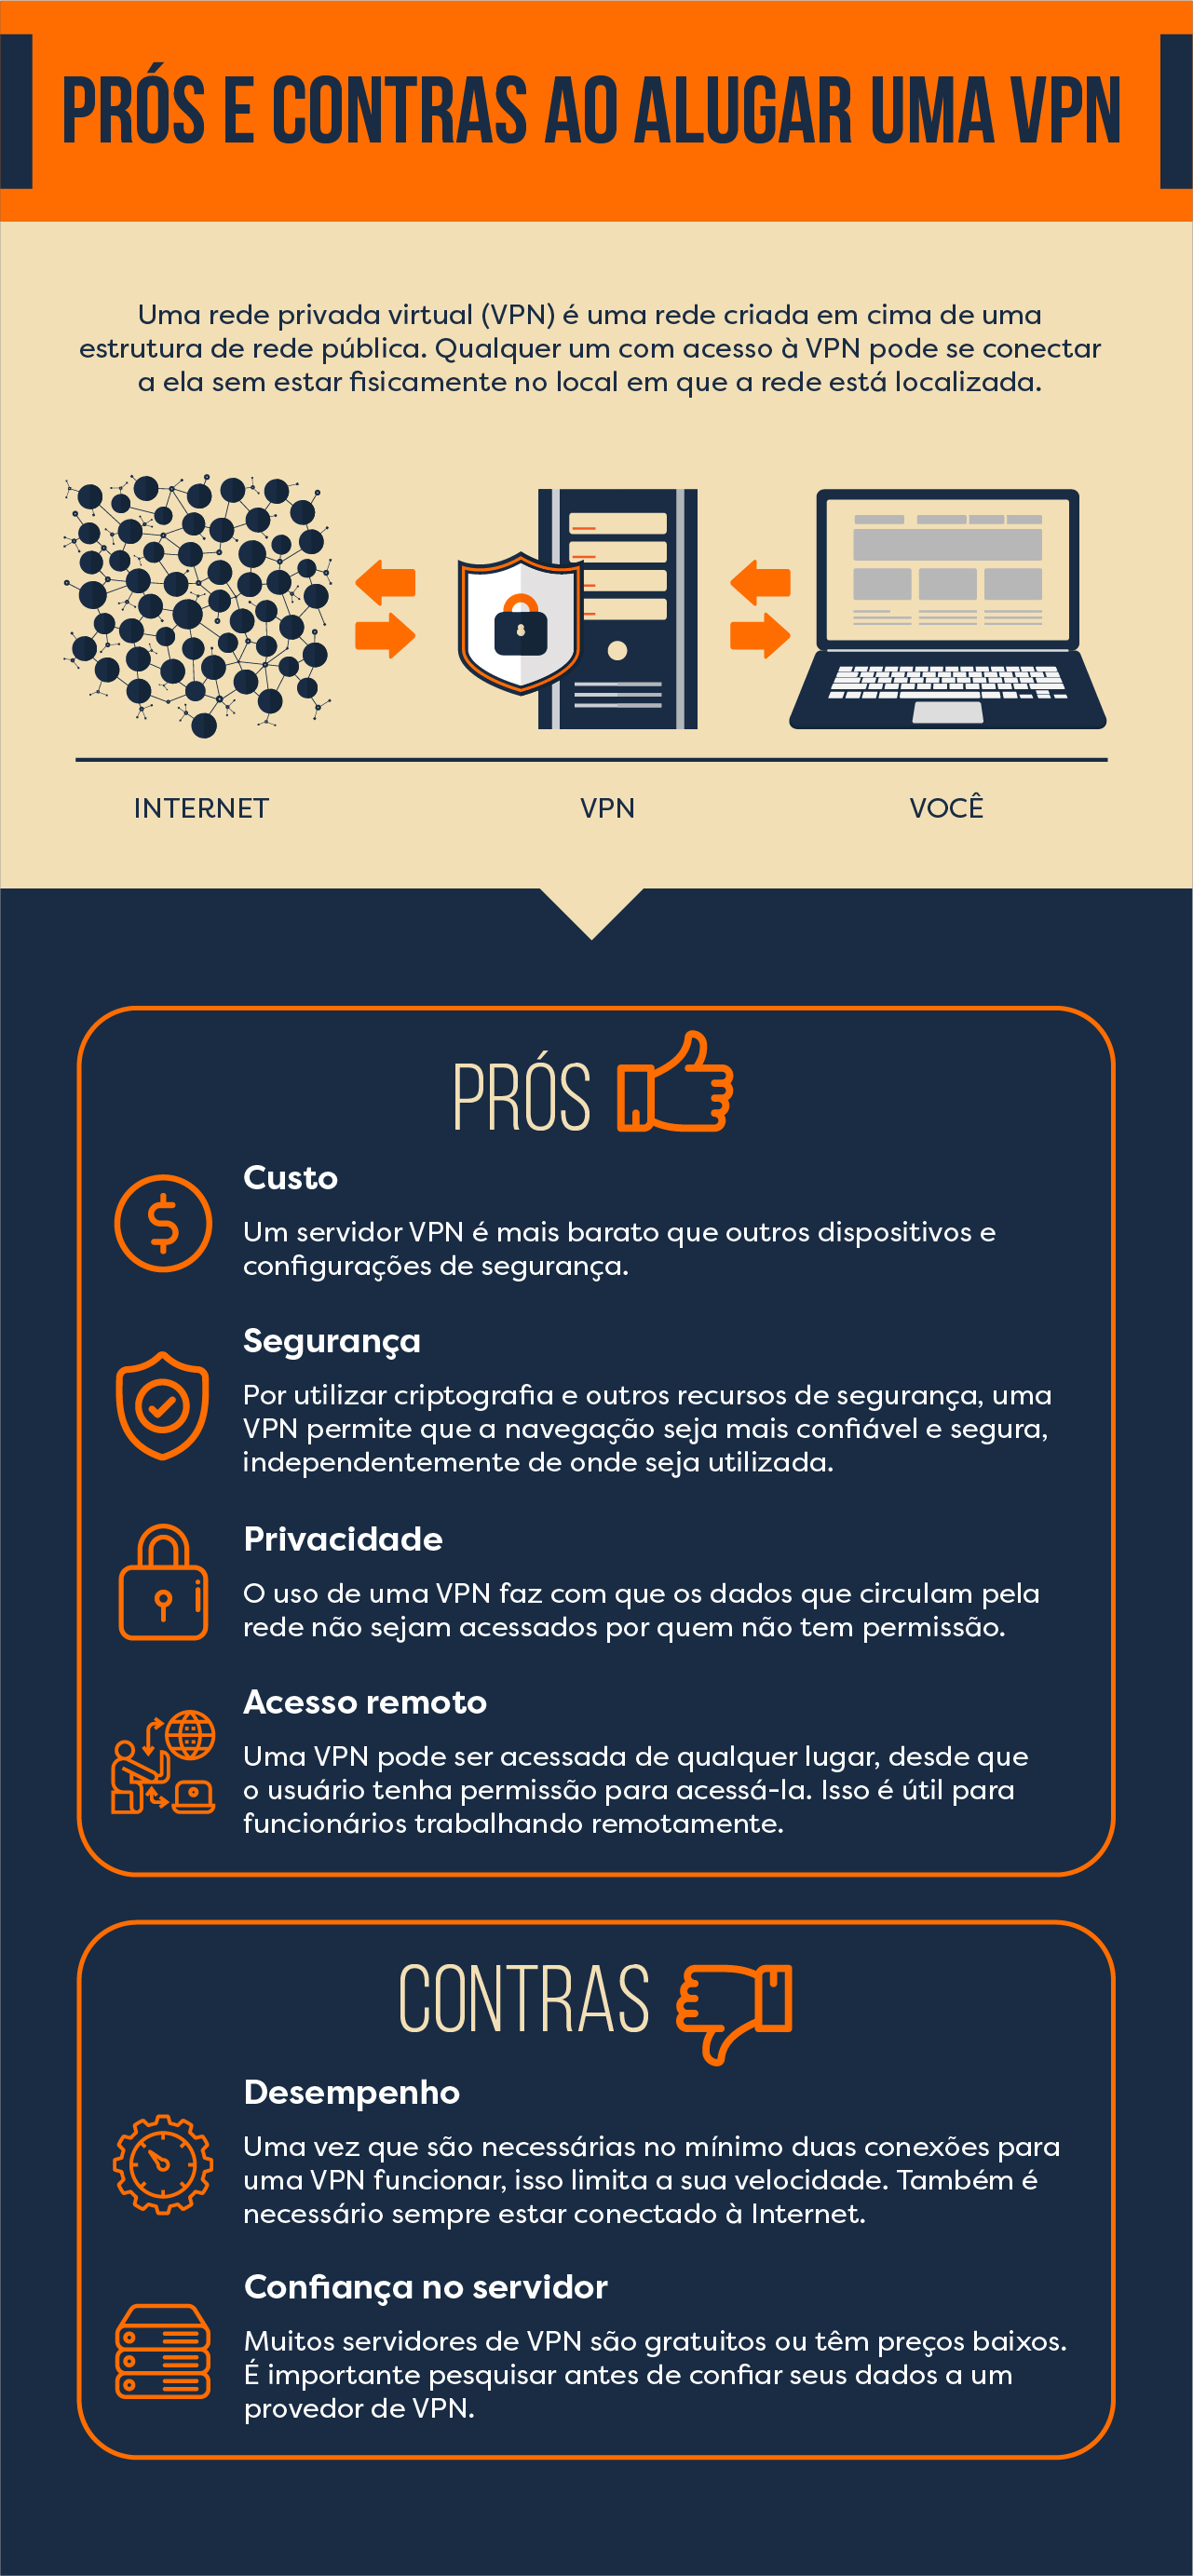 PRÓS E CONTRAS AO ALUGAR UMA VPN
Uma rede privada virtual (VPN) é uma rede criada em cima de uma
estrutura de rede pública. Qualquer um com acesso à VPN pode se conectar
a ela sem estar fisicamente no local em que a rede está localizada.
INTERNET
VPN
VOCÊ
PRÓS
Custo
Um servidor VPN é mais barato que outros dispositivos e
configurações de segurança.
Segurança
Por utilizar criptografia e outros recursos de segurança, uma
VPN permite que a navegação seja mais confiável e segura,
independentemente de onde seja utilizada.
Privacidade
O uso de uma VPN faz com que os dados que circulam pela
rede não sejam acessados por quem não tem permissão.
Acesso remoto
Uma VPN pode ser acessada de qualquer lugar, desde que
o usuário tenha permissão para acessá-la. Isso é útil para
funcionários trabalhando remotamente.
CONTRAS
Desempenho
Uma vez que são necessárias no mínimo duas conexões para
uma VPN funcionar, isso limita a sua velocidade. Também é
necessário sempre estar conectado à Internet.
Confiança no servidor
Muitos servidores de VPN são gratuitos ou têm preços baixos.
É importante pesquisar antes de confiar seus dados a um
provedor de VPN.